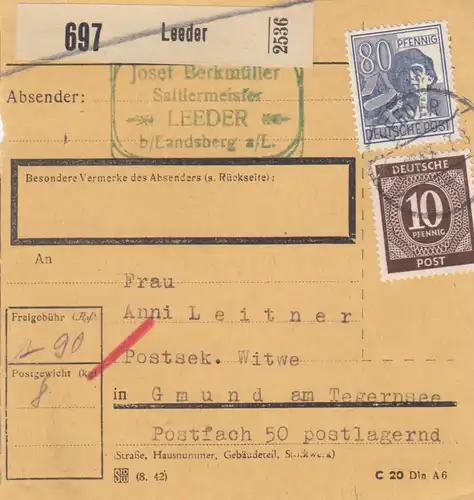 697
Leeder
2536
80 PFENNIG
DEUTSCHE POST
Absender:
Josef Berkmüller
Sattlermeister
LEEDER
b/Landsberg a/L.
Besondere Vermerke des Absenders (s. Rückseite):
DEUTSCHE
10
PFENNIG
POST
An
Frau
Anni Leitner
Postsek. Witwe
in Gmund am Tegernsee
Postfach 50 postlagernd
Freigebühr (Rpf)
90
Postgewicht (kg)
8
(Straße, Hausnummer, Gebäudeteil, Stockwerk)
(8. 42)
C 20 Din A 6